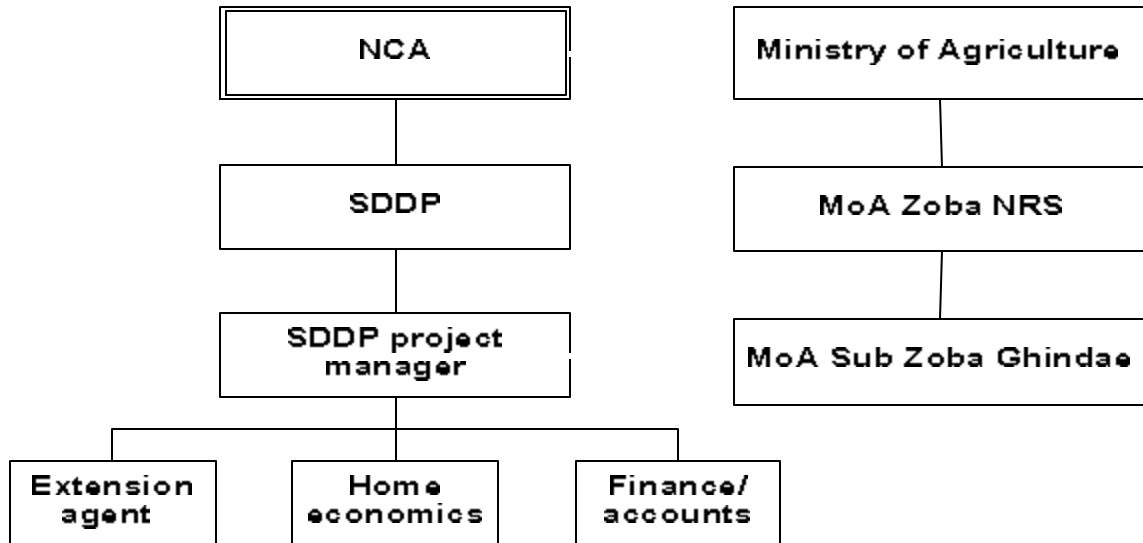 NCA
Ministry of Agriculture
SDDP
MoA Zoba NRS
SDDP project
manager
MoA Sub Zoba Ghindae
Extension
agent
Home
economics
Finance/
accounts